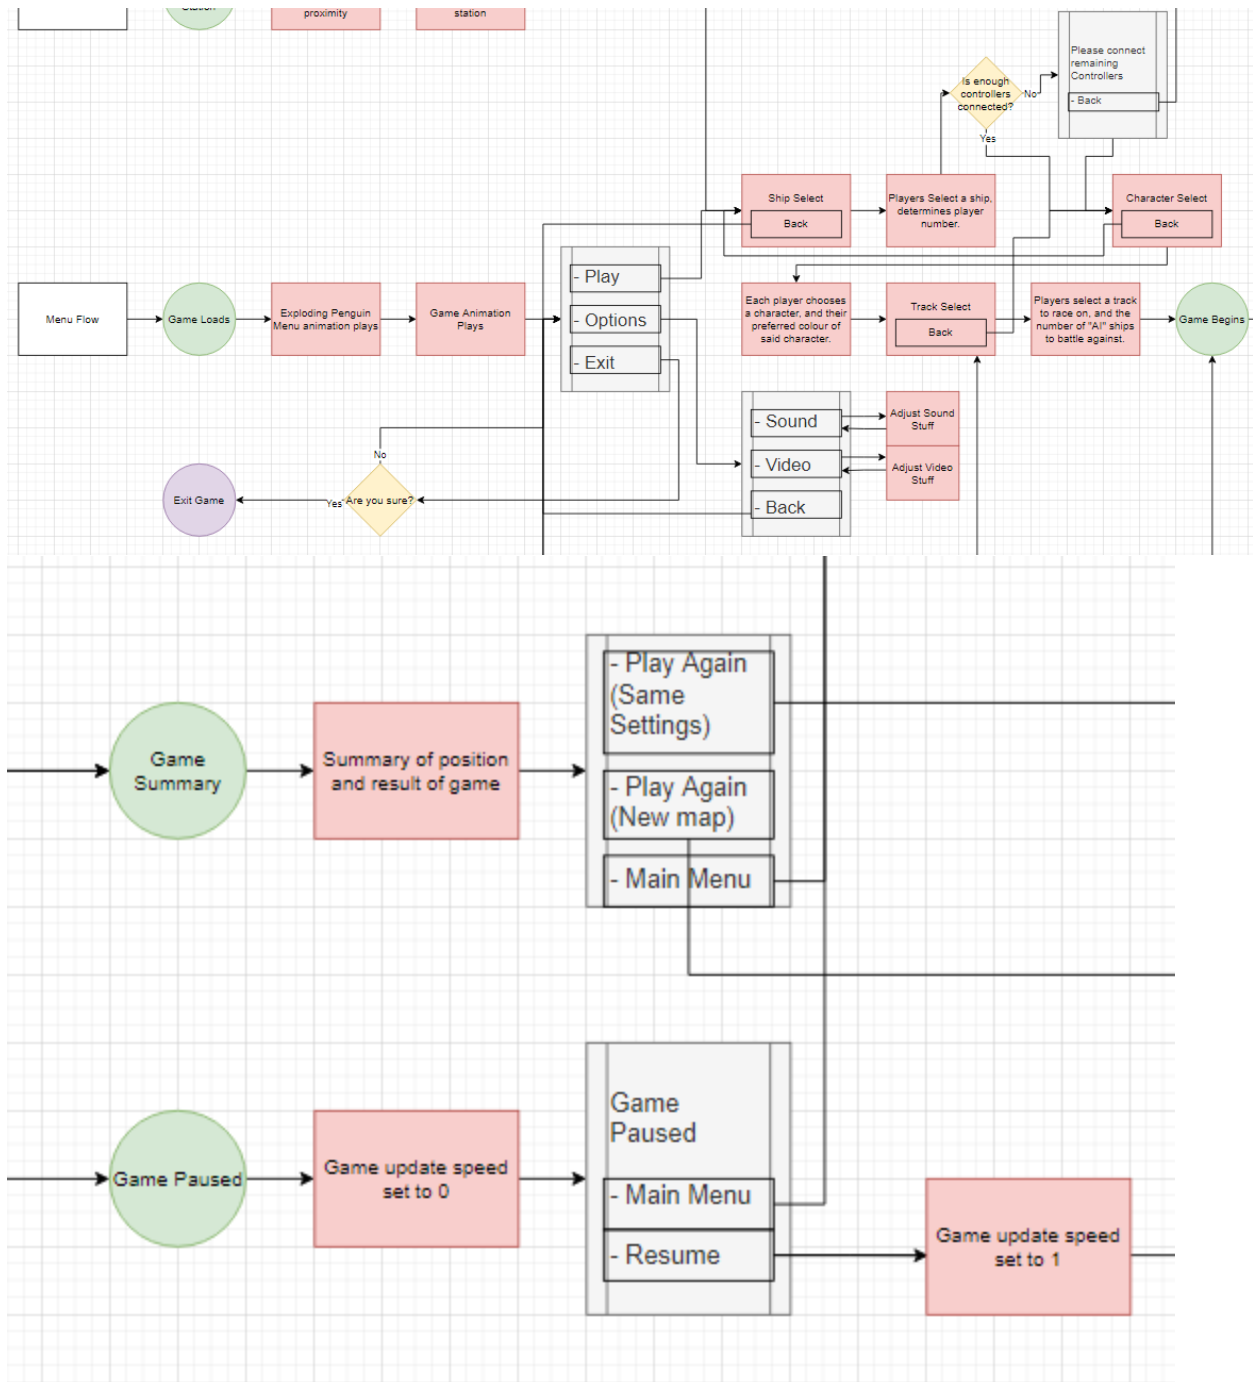 Station
proximity
station
Please connect
remaining
Controllers
- Back
Is enough
controllers
connected?
No
Yes
Ship Select
Back
Players Select a ship,
determines player
number.
Character Select
Back
- Play
- Options
- Exit
Menu Flow
Game Loads
Exploding Penguin
Menu animation plays
Game Animation
Plays
Each player chooses
a character, and their
preferred colour of
said character.
Track Select
Back
Players select a track
to race on, and the
number of "AI" ships
to battle against.
Game Begins
- Sound
- Video
- Back
Adjust Sound
Stuff
Adjust Video
Stuff
No
Are you sure?
Yes
Exit Game
Game
Summary
Summary of position
and result of game
- Play Again
(Same
Settings)
- Play Again
(New map)
- Main Menu
Game Paused
Game update speed
set to 0
Game
Paused
- Main Menu
- Resume
Game update speed
set to 1